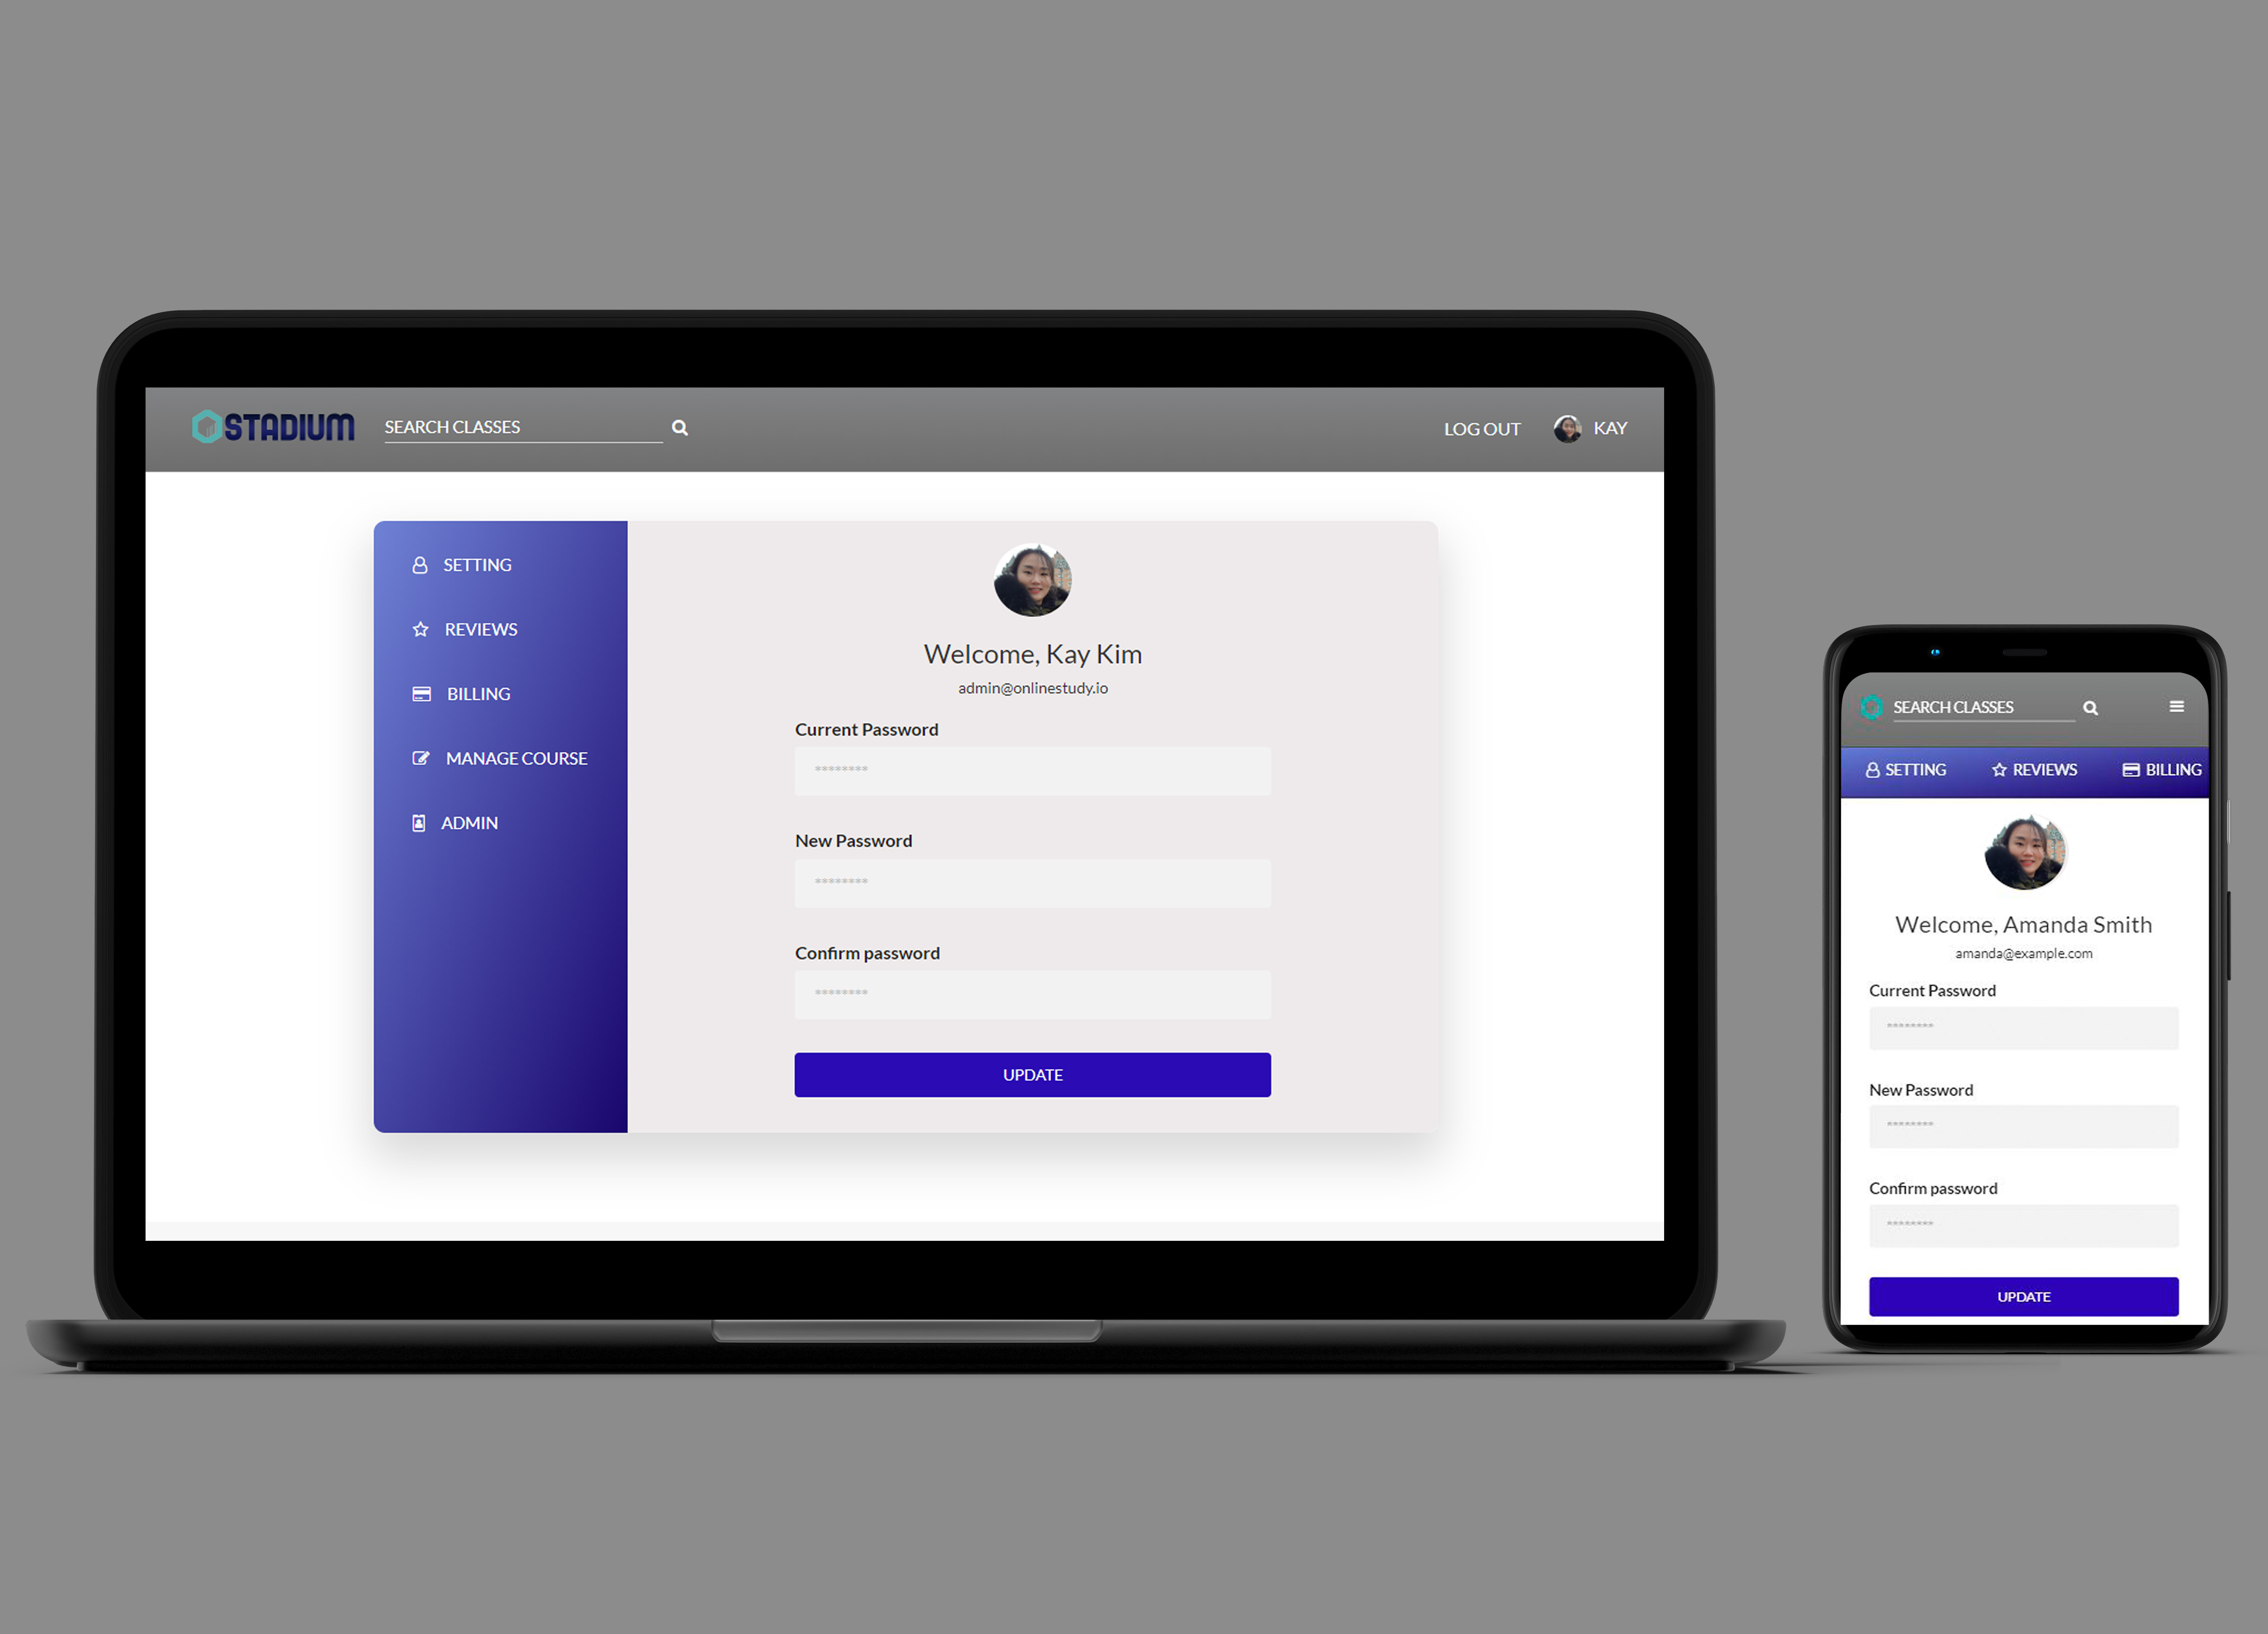 STADIUM
SEARCH CLASSES
LOG OUT
KAY
SETTING
REVIEWS
BILLING
MANAGE COURSE
ADMIN
Welcome, Kay Kim
admin@onlinestudy.io
Current Password
********
New Password
********
Confirm password
********
UPDATE
SEARCH CLASSES
SETTING REVIEWS BILLING
Welcome, Amanda Smith
amanda@example.com
Current Password
********
New Password
********
Confirm password
********
UPDATE